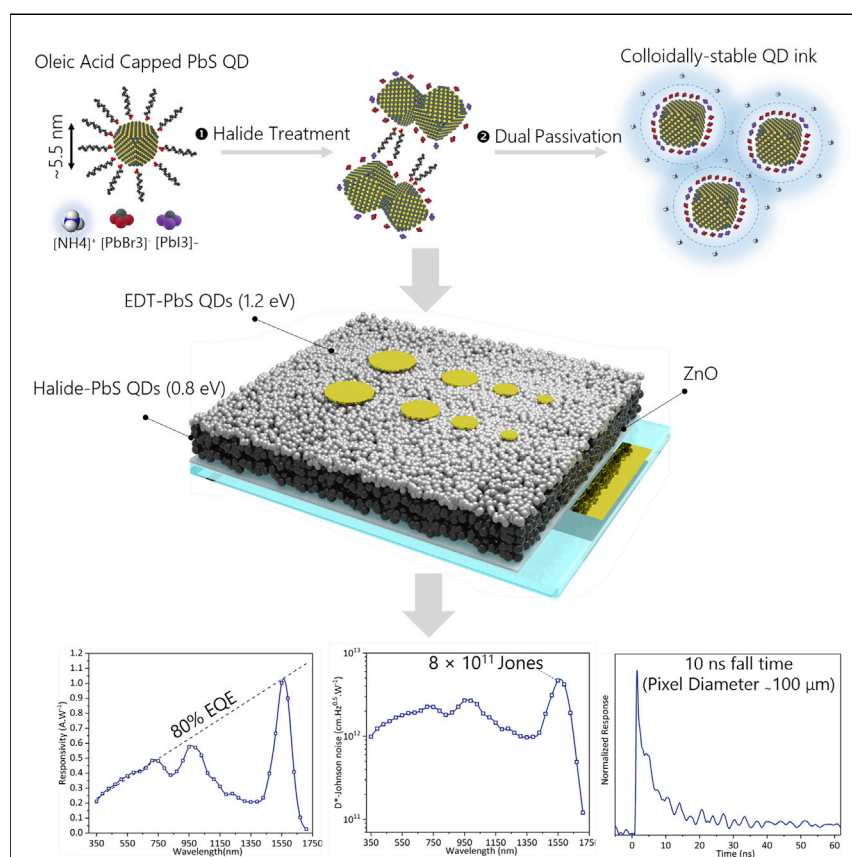 Oleic Acid Capped PbS QD
Colloidally-stable QD ink
~5.5 nm
❶ Halide Treatment
❷ Dual Passivation
[NH4]⁺ [PbBr3]⁻ [PbI3]-
EDT-PbS QDs (1.2 eV)
ZnO
Halide-PbS QDs (0.8 eV)
1.2
1.1
1.0
0.9
0.8
0.7
0.6
0.5
0.4
0.3
0.2
0.1
0.0
Responsivity (A.W⁻¹)
80% EQE
350 550 750 950 1150 1350 1550 1750
Wavelength(nm)
10¹³
10¹²
10¹¹
D*-Johnson noise (cm.Hz⁰·⁵.W⁻¹)
8 × 10¹¹ Jones
350 550 750 950 1150 1350 1550 1750
Wavelength(nm)
Normalized Response
10 ns fall time
(Pixel Diameter ~100 μm)
0 10 20 30 40 50 60
Time (ns)